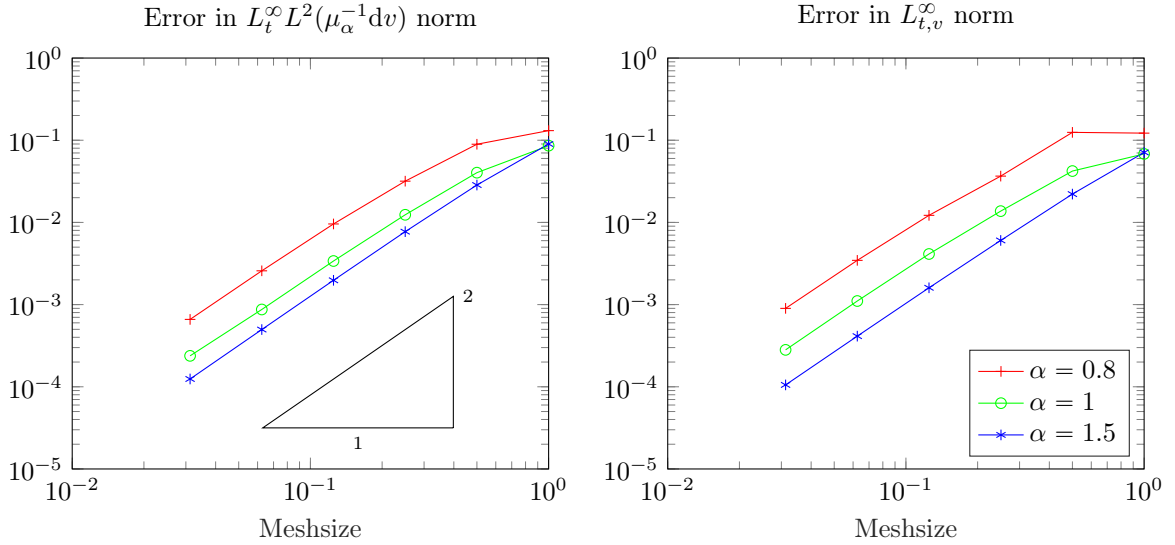 Error in $L_t^\infty L^2(\mu_\alpha^{-1}\mathrm{d}v)$ norm
10^0
10^{-1}
10^{-2}
10^{-3}
10^{-4}
10^{-5}
2
1
10^{-2}
10^{-1}
10^0
Meshsize
Error in $L_{t,v}^\infty$ norm
10^0
10^{-1}
10^{-2}
10^{-3}
10^{-4}
10^{-5}
α = 0.8
α = 1
α = 1.5
10^{-2}
10^{-1}
10^0
Meshsize